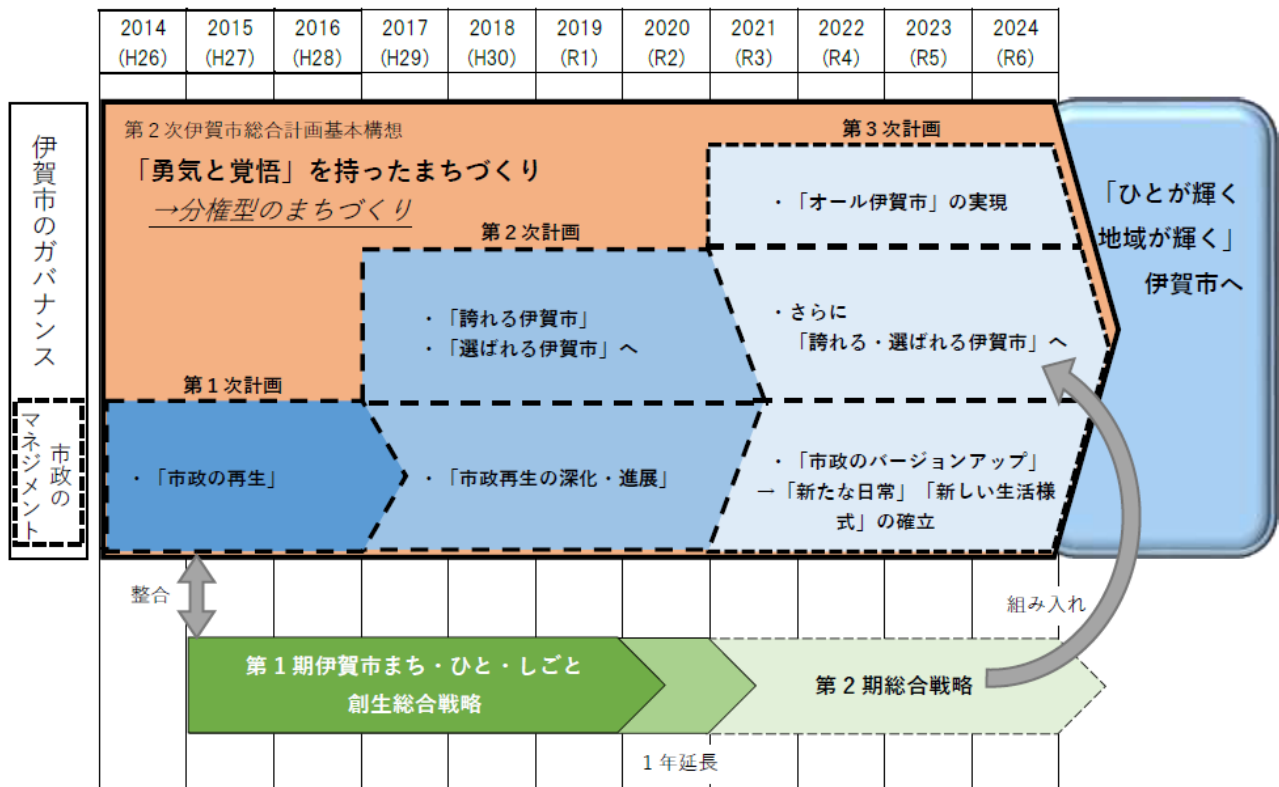 2014 2015 2016 2017 2018 2019 2020 2021 2022 2023 2024
(H26) (H27) (H28) (H29) (H30) (R1) (R2) (R3) (R4) (R5) (R6)
伊賀市のガバナンス
市政の
マネジメント
第2次伊賀市総合計画基本構想
「勇気と覚悟」を持ったまちづくり
→分権型のまちづくり
第1次計画
・「市政の再生」
第2次計画
・「誇れる伊賀市」
・「選ばれる伊賀市」へ
・「市政再生の深化・進展」
第3次計画
・「オール伊賀市」の実現
・さらに
「誇れる・選ばれる伊賀市」へ
・「市政のバージョンアップ」
→「新たな日常」「新しい生活様
式」の確立
「ひとが輝く
地域が輝く」
伊賀市へ
整合
組み入れ
第1期伊賀市まち・ひと・しごと
創生総合戦略
第2期総合戦略
1年延長